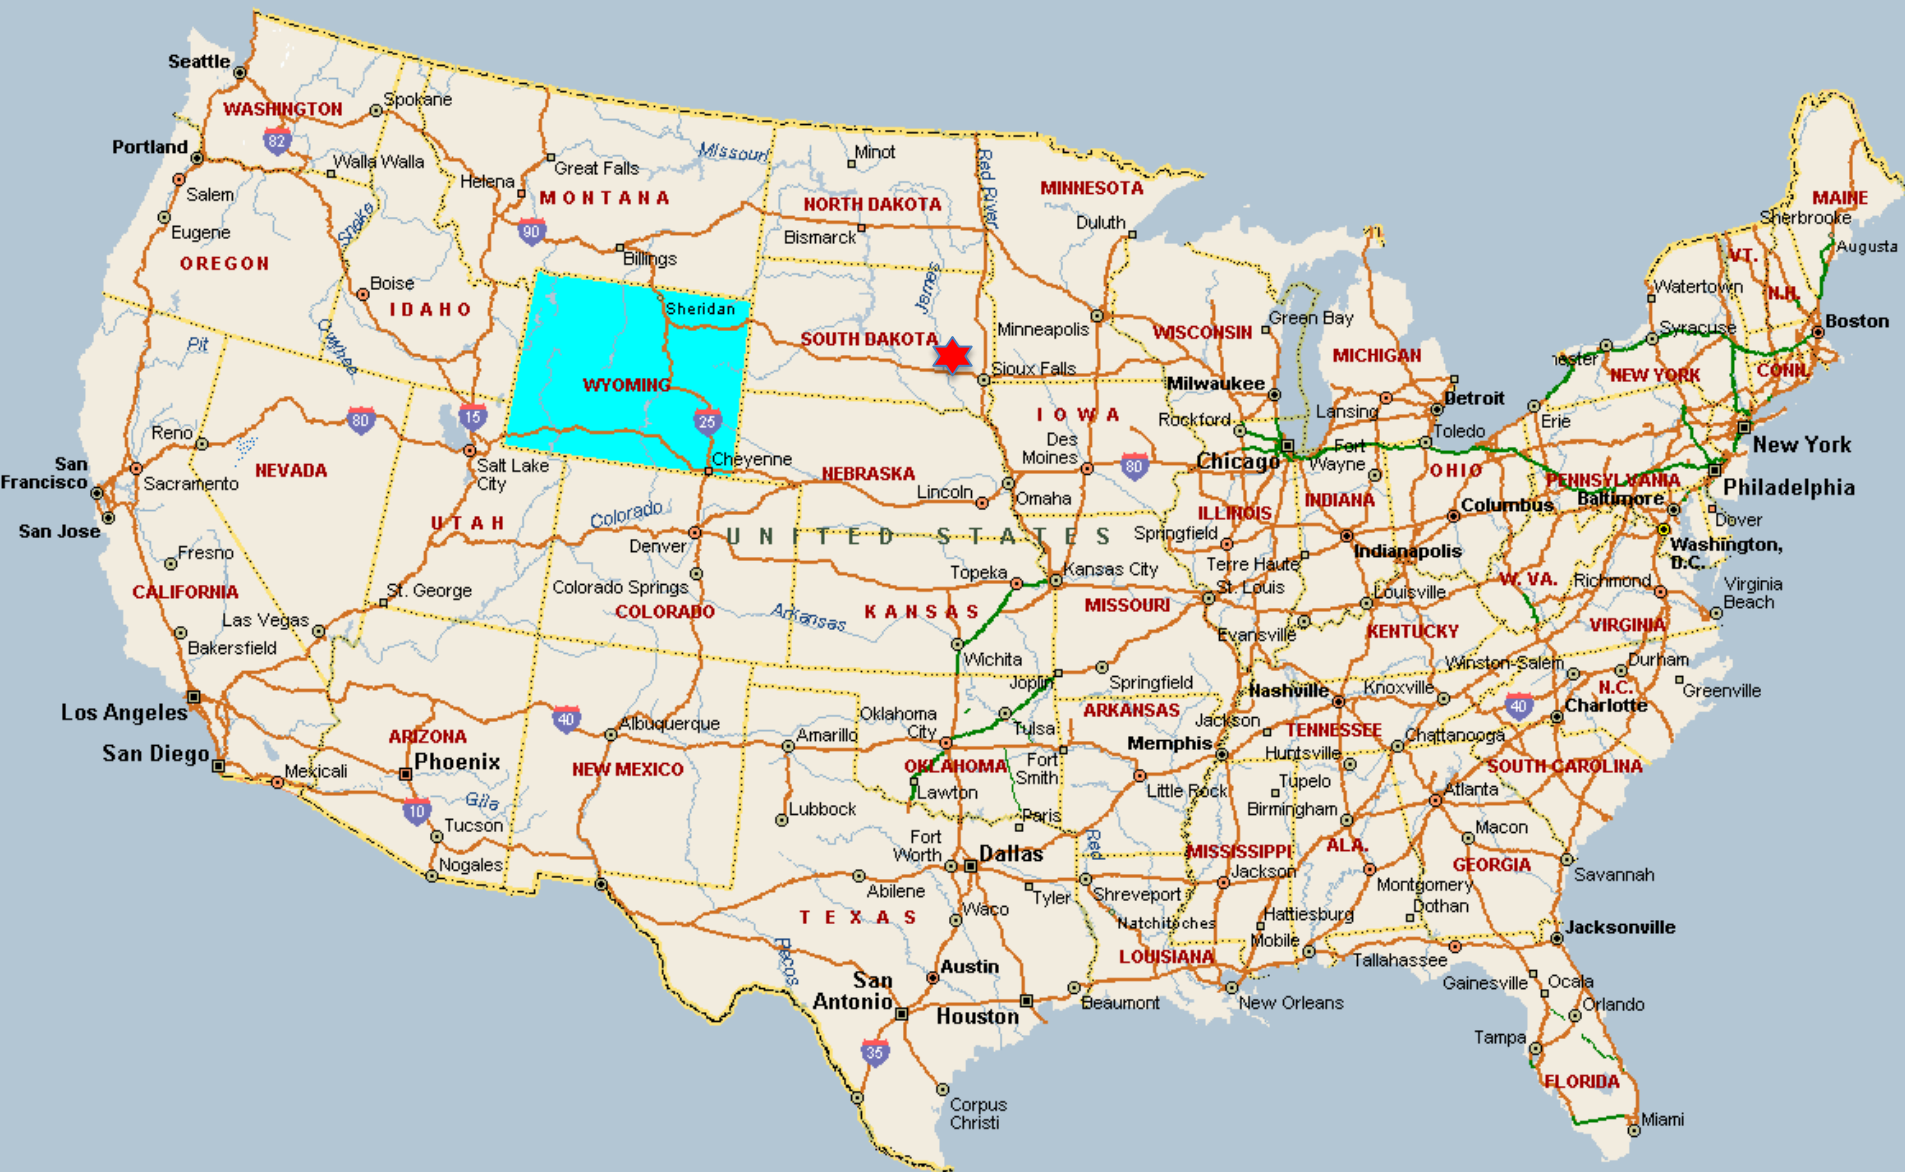 Seattle
WASHINGTON
Spokane
82
Portland
Walla Walla
Salem
Eugene
OREGON
Snake
Boise
IDAHO
Owyhee
Pit
Great Falls
Helena
MONTANA
Missouri
90
Billings
Sheridan
WYOMING
25
Cheyenne
Minot
NORTH DAKOTA
Bismarck
Red River
James
SOUTH DAKOTA
Sioux Falls
MINNESOTA
Duluth
Minneapolis
WISCONSIN
Green Bay
Milwaukee
MICHIGAN
Lansing
Detroit
Rockford
Chicago
IOWA
Des
Moines
80
Omaha
NEBRASKA
Lincoln
Reno
80
15
NEVADA
Salt Lake
City
UTAH
San
Francisco
Sacramento
San Jose
Fresno
CALIFORNIA
Las Vegas
Bakersfield
St. George
Colorado
Denver
Colorado Springs
COLORADO
UNITED STATES
Arkansas
Topeka
KANSAS
Wichita
Kansas City
MISSOURI
St. Louis
Joplin
Springfield
ILLINOIS
Springfield
INDIANA
Fort
Wayne
Indianapolis
Terre Haute
Evansville
Toledo
OHIO
Columbus
Louisville
KENTUCKY
W. VA.
Erie
PENNSYLVANIA
NEW YORK
ester
Syracuse
Watertown
VT.
N.H.
MAINE
Sherbrooke
Augusta
Boston
CONN.
New York
Philadelphia
Baltimore
Dover
Washington,
D.C.
Richmond
Virginia
Beach
VIRGINIA
Winston-Salem
Durham
N.C.
Greenville
40
Charlotte
SOUTH CAROLINA
Nashville
Knoxville
TENNESSEE
Jackson
Memphis
Chattanooga
Huntsville
Tupelo
Birmingham
Atlanta
Macon
ALA.
GEORGIA
Savannah
Montgomery
Dothan
MISSISSIPPI
Jackson
Hattiesburg
Mobile
ARKANSAS
Fort
Smith
Little Rock
Los Angeles
San Diego
Mexicali
ARIZONA
Phoenix
Gila
10
Tucson
Nogales
40
Albuquerque
NEW MEXICO
Amarillo
Lubbock
Oklahoma
City
Tulsa
OKLAHOMA
Lawton
Paris
Red
Fort
Worth
Dallas
Abilene
Tyler
Waco
TEXAS
Pecos
Shreveport
Natchitoches
LOUISIANA
New Orleans
Beaumont
Austin
San
Antonio
Houston
35
Corpus
Christi
Tallahassee
Jacksonville
Gainesville
Ocala
Orlando
Tampa
FLORIDA
Miami